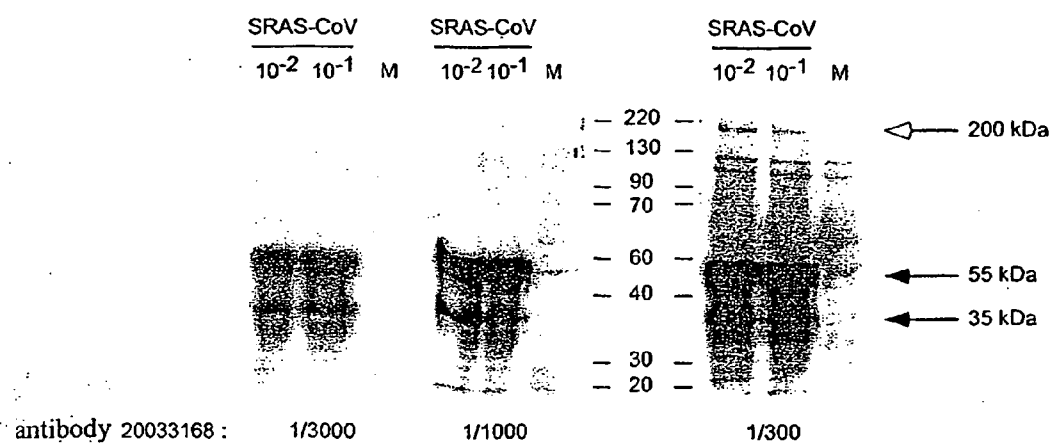 SRAS-CoV SRAS-CoV SRAS-CoV
10-2 10-1 M 10-2 10-1 M 10-2 10-1 M
220
200 kDa
130
90
70
60
55 kDa
40
35 kDa
30
20
antibody 20033168 : 1/3000 1/1000 1/300